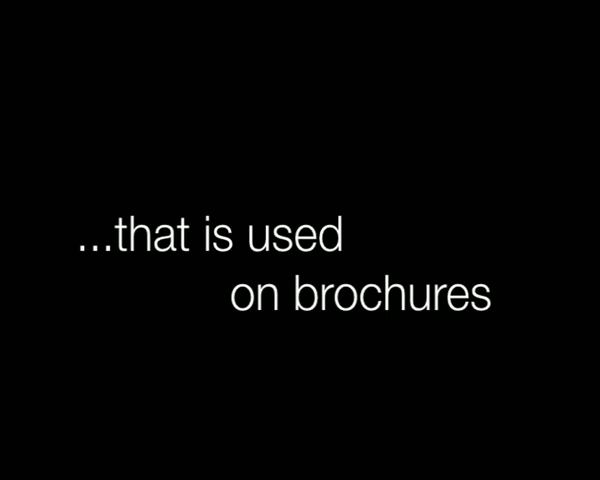 ...that is used
on brochures